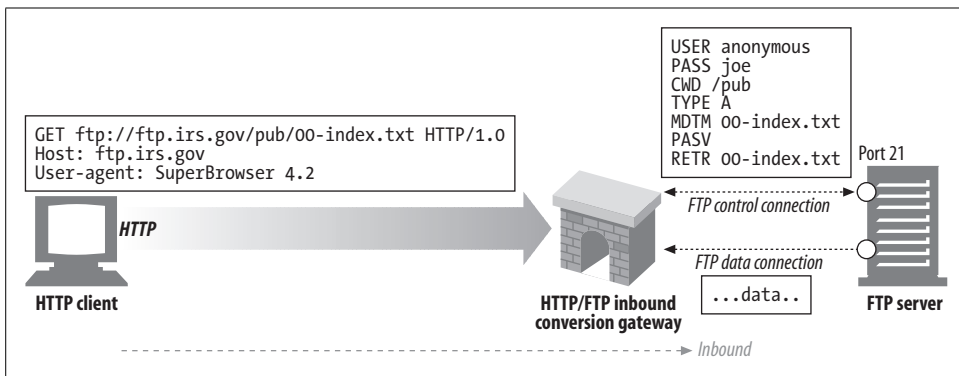 USER anonymous
PASS joe
CWD /pub
TYPE A
MDTM 00-index.txt
PASV
RETR 00-index.txt
GET ftp://ftp.irs.gov/pub/00-index.txt HTTP/1.0
Host: ftp.irs.gov
User-agent: SuperBrowser 4.2
Port 21
HTTP
FTP control connection
FTP data connection
...data..
HTTP client
HTTP/FTP inbound
conversion gateway
FTP server
Inbound